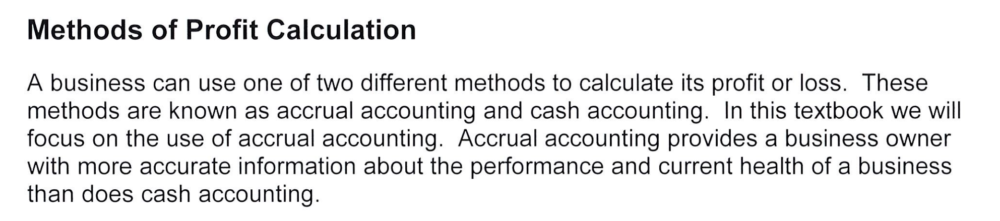 Methods of Profit Calculation
A business can use one of two different methods to calculate its profit or loss.  These
methods are known as accrual accounting and cash accounting.  In this textbook we will
focus on the use of accrual accounting.  Accrual accounting provides a business owner
with more accurate information about the performance and current health of a business
than does cash accounting.